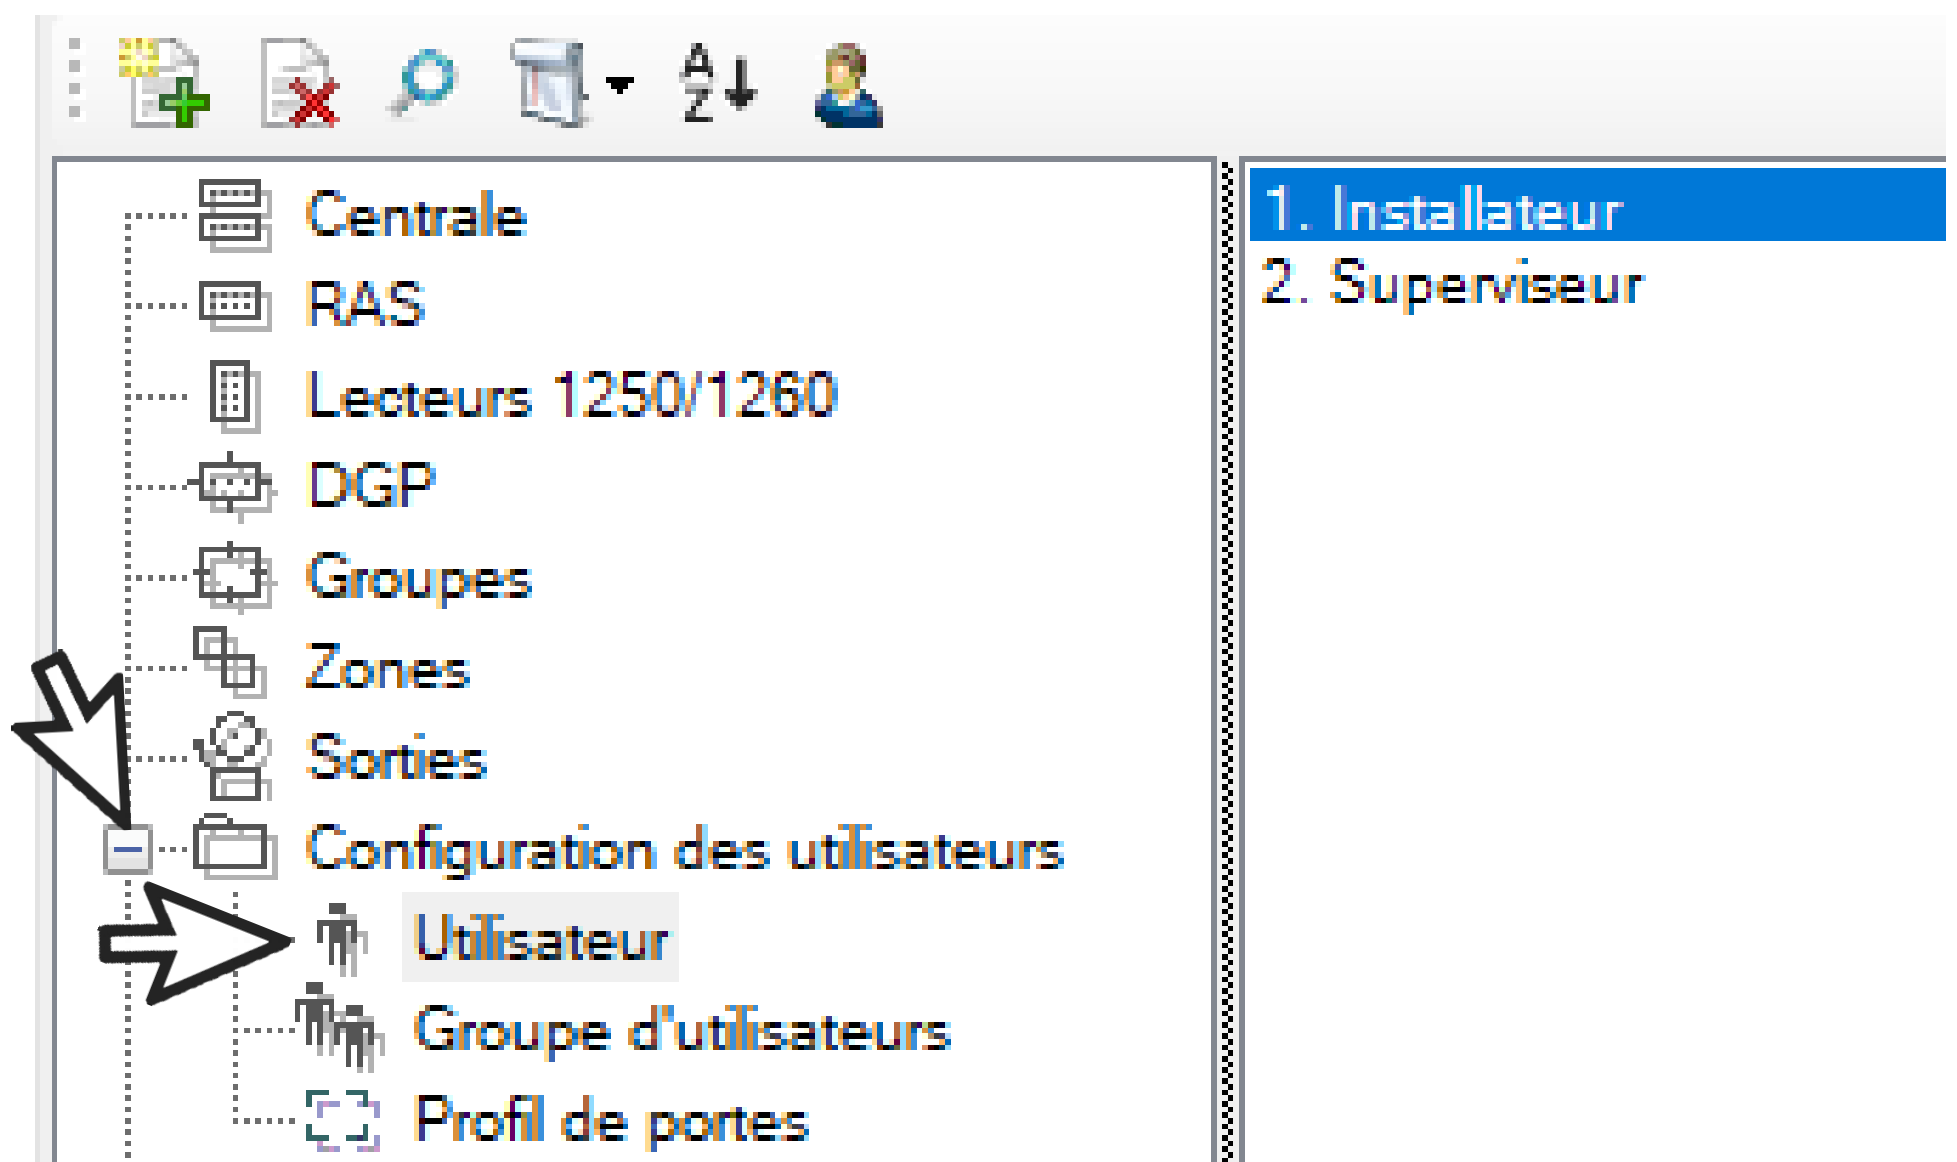 A
Z
Centrale
RAS
Lecteurs 1250/1260
DGP
Groupes
Zones
Sorties
Configuration des utilisateurs
Utilisateur
Groupe d'utilisateurs
Profil de portes
1. Installateur
2. Superviseur